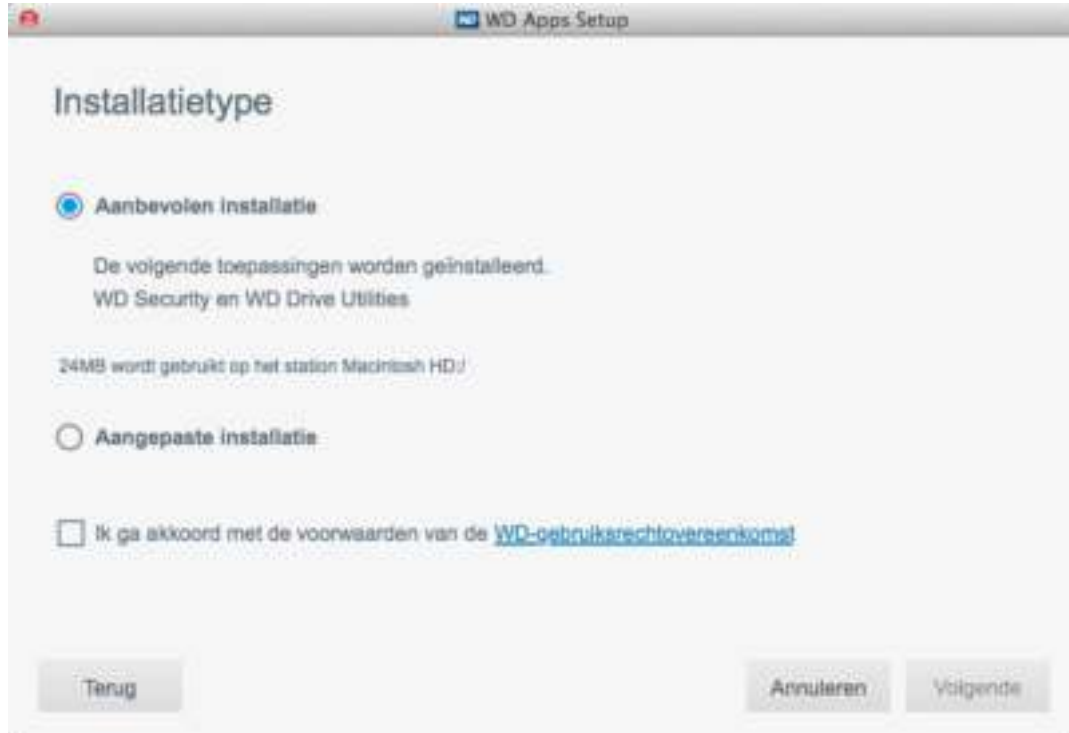 WD WD Apps Setup
Installatietype
Aanbevolen installatie
De volgende toepassingen worden geïnstalleerd.
WD Security en WD Drive Utilities
24MB wordt gebruikt op het station Macintosh HD:/
Aangepaste installatie
Ik ga akkoord met de voorwaarden van de WD-gebruiksrechtovereenkomst
Terug
Annuleren
Volgende